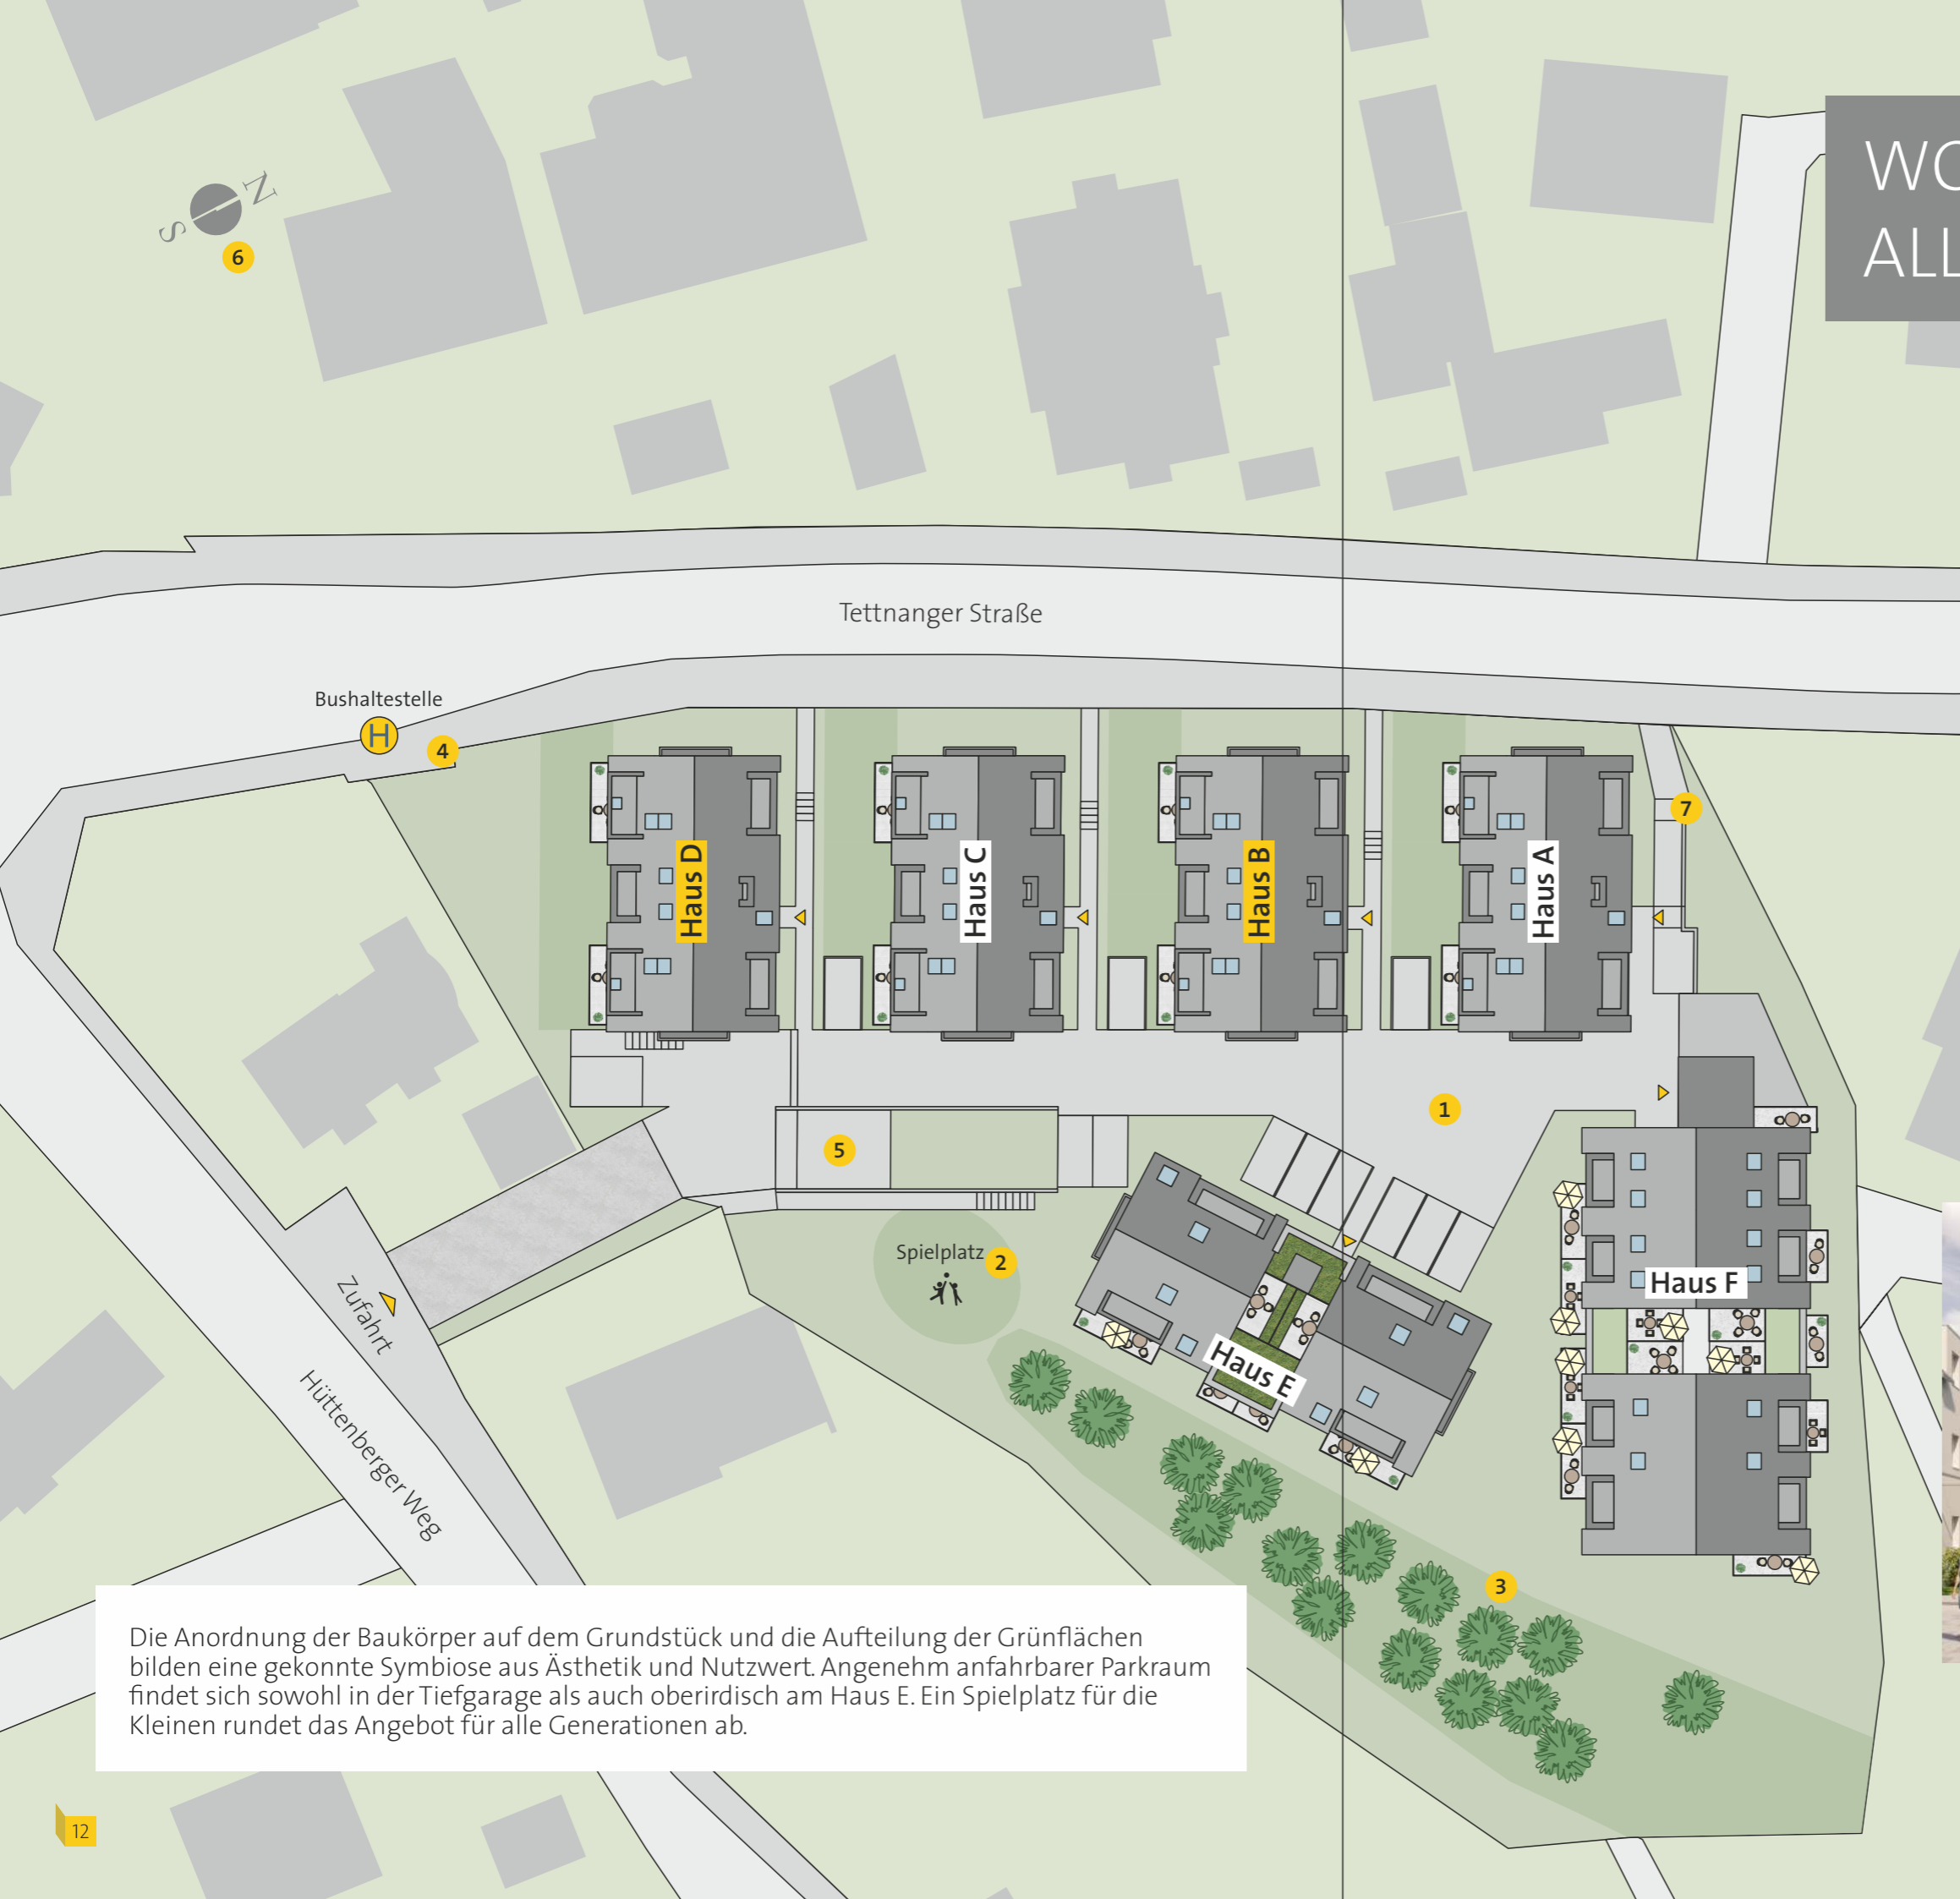 WO
ALL
N
S
6
Tettnanger Straße
Bushaltestelle
H
4
7
Haus D
Haus C
Haus B
Haus A
1
5
Spielplatz
2
Haus F
Haus E
Zufahrt
Hüttenberger Weg
3
Die Anordnung der Baukörper auf dem Grundstück und die Aufteilung der Grünflächen
bilden eine gekonnte Symbiose aus Ästhetik und Nutzwert. Angenehm anfahrbarer Parkraum
findet sich sowohl in der Tiefgarage als auch oberirdisch am Haus E. Ein Spielplatz für die
Kleinen rundet das Angebot für alle Generationen ab.
12